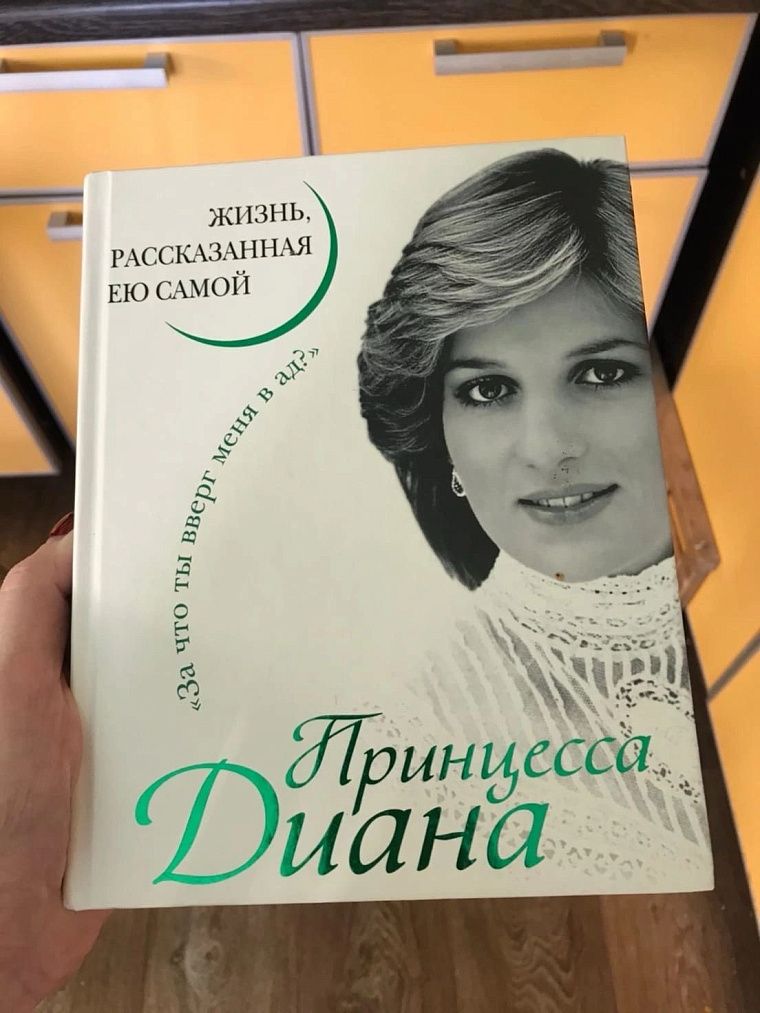 ЖИЗНЬ,
РАССКАЗАННАЯ
ЕЮ САМОЙ
«За что ты вверг меня в ад?»
Принцесса
Диана